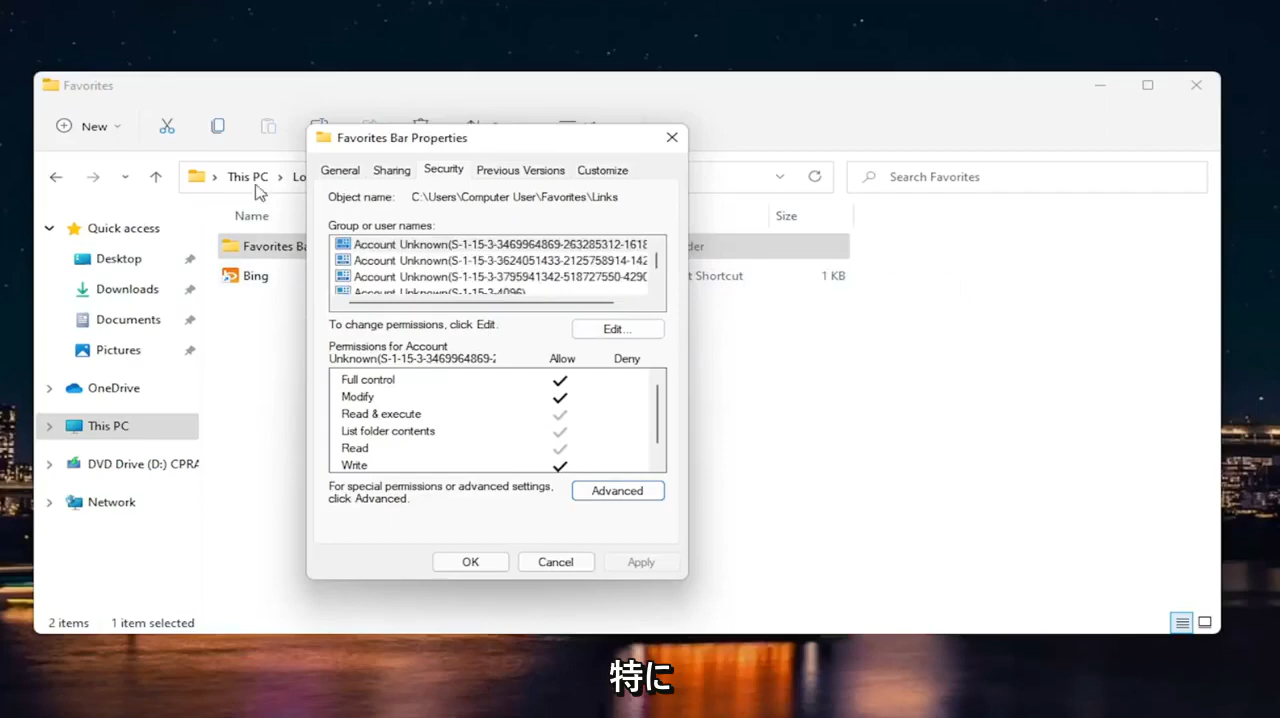 Favorites
New
Favorites Bar Properties
This PC
Search Favorites
General
Sharing
Security
Previous Versions
Customize
Object name:
C:\Users\Computer User\Favorites\Links
Group or user names:
Account Unknown(S-1-15-3-3469964869-263285312-1618
Account Unknown(S-1-15-3-3624051433-2125758914-142
Account Unknown(S-1-15-3-3795941342-518727550-4290
Account Unknown(S-1-15-3-4096)
To change permissions, click Edit.
Edit...
Permissions for Account
Unknown(S-1-15-3-3469964869-2
Allow
Deny
Full control
Modify
Read & execute
List folder contents
Read
Write
For special permissions or advanced settings,
click Advanced.
Advanced
OK
Cancel
Apply
Name
Size
Favorites Ba
Bing
t Shortcut
1 KB
Quick access
Desktop
Downloads
Documents
Pictures
OneDrive
This PC
DVD Drive (D:) CPRA
Network
2 items
1 item selected
特に